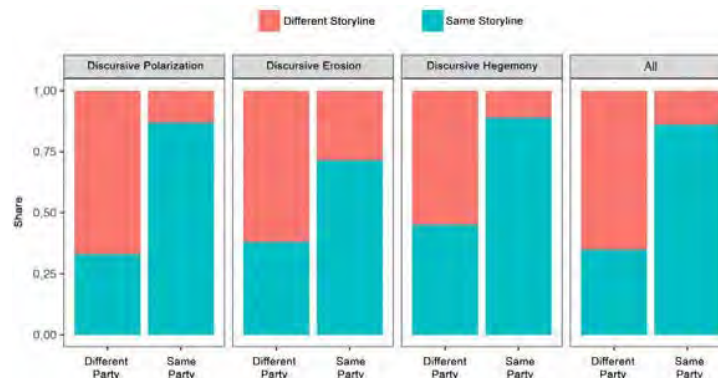 Different Storyline Same Storyline
Discursive Polarization Discursive Erosion Discursive Hegemony All
1,00
0,75
0,50
0,25
0,00
Share
Different Same Different Same Different Same Different Same
Party Party Party Party Party Party Party Party